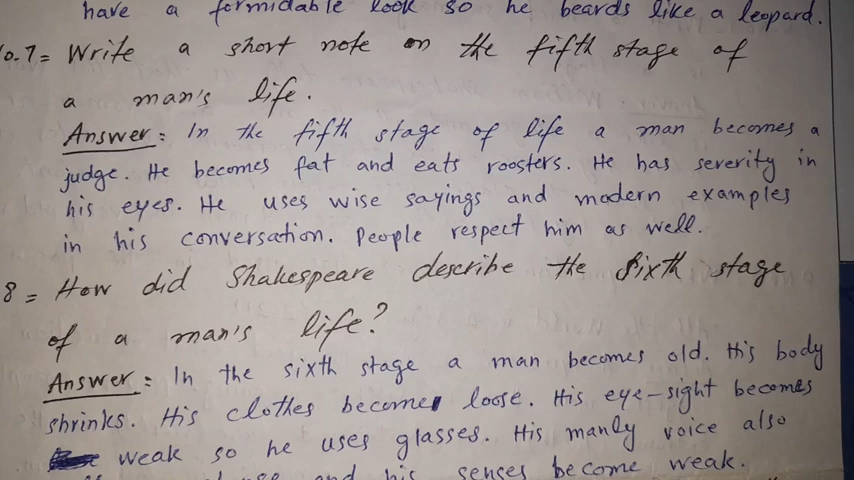 have a formidable look so he beards like a leopard.
0.7= Write a short note on the fifth stage of
a man's life.
Answer: In the fifth stage of life a man becomes a
judge. He becomes fat and eats roosters. He has severity in
his eyes. He uses wise sayings and modern examples
in his conversation. People respect him as well.
8 = How did Shakespeare describe the sixth stage
of a man's life?
Answer: In the sixth stage a man becomes old. His body
shrinks. His clothes become loose. His eye-sight becomes
weak so he uses glasses. His manly voice also
and his senses become weak.